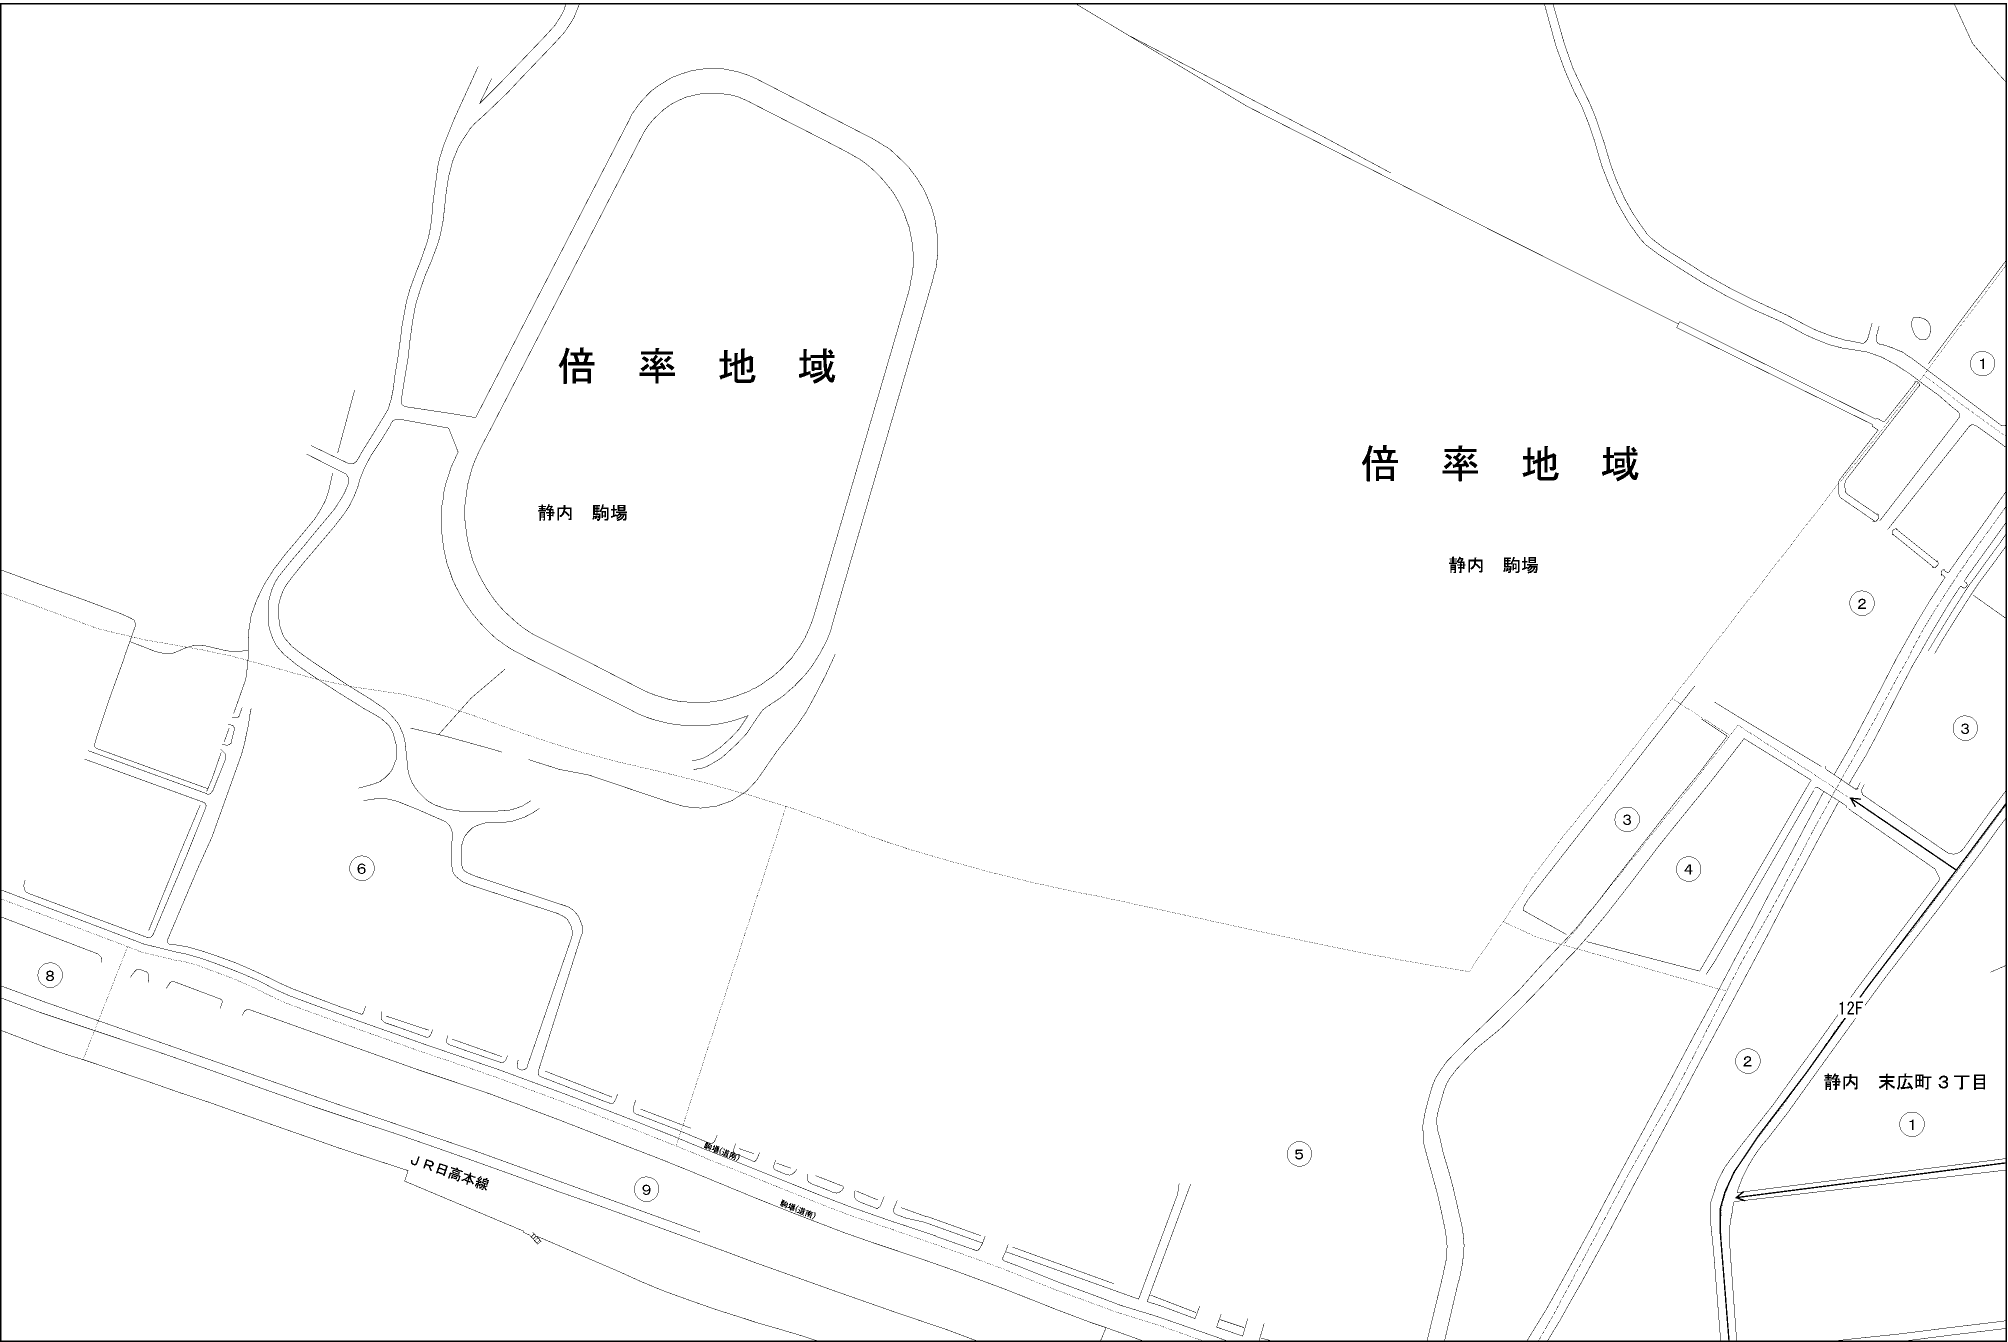 倍率地域
静内 駒場
倍率地域
静内 駒場
①
②
③
③
④
⑥
⑧
12F
②
静内 末広町3丁目
①
⑤
駒場(道南)
駒場(道南)
JR日高本線
⑨